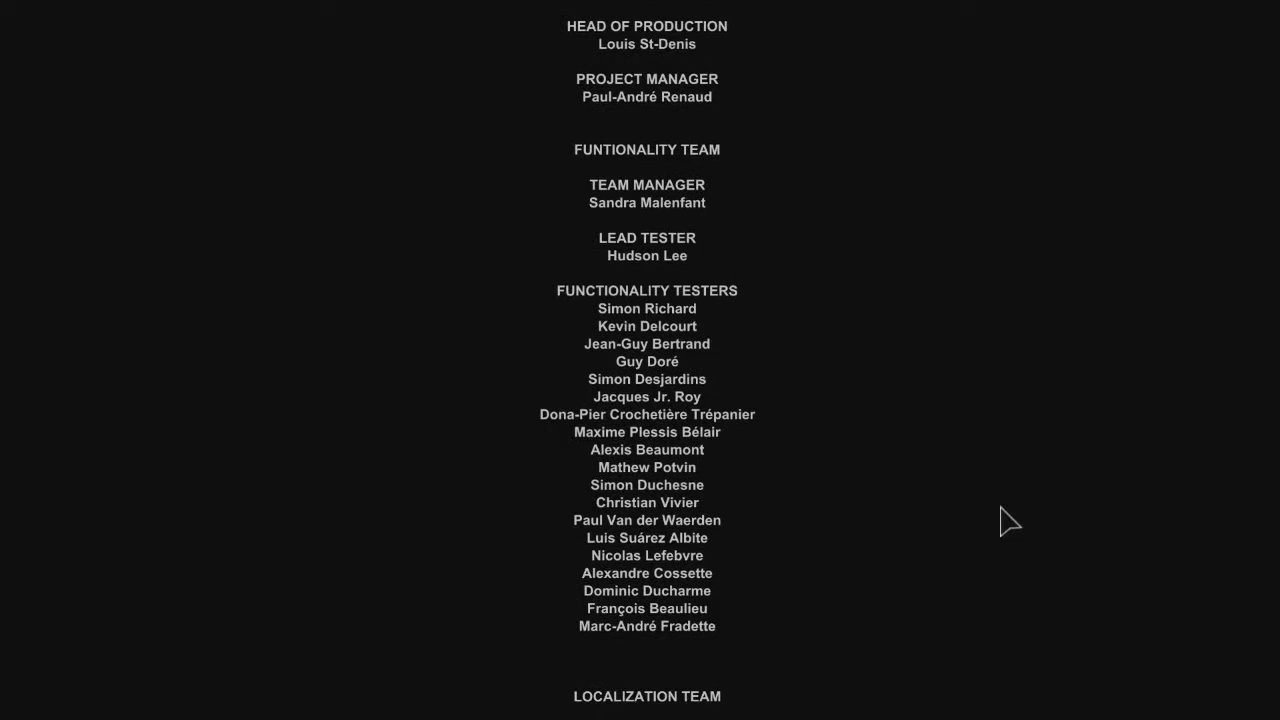 HEAD OF PRODUCTION
Louis St-Denis
PROJECT MANAGER
Paul-André Renaud
FUNTIONALITY TEAM
TEAM MANAGER
Sandra Malenfant
LEAD TESTER
Hudson Lee
FUNCTIONALITY TESTERS
Simon Richard
Kevin Delcourt
Jean-Guy Bertrand
Guy Doré
Simon Desjardins
Jacques Jr. Roy
Dona-Pier Crochetière Trépanier
Maxime Plessis Bélair
Alexis Beaumont
Mathew Potvin
Simon Duchesne
Christian Vivier
Paul Van der Waerden
Luis Suárez Albite
Nicolas Lefebvre
Alexandre Cossette
Dominic Ducharme
François Beaulieu
Marc-André Fradette
LOCALIZATION TEAM